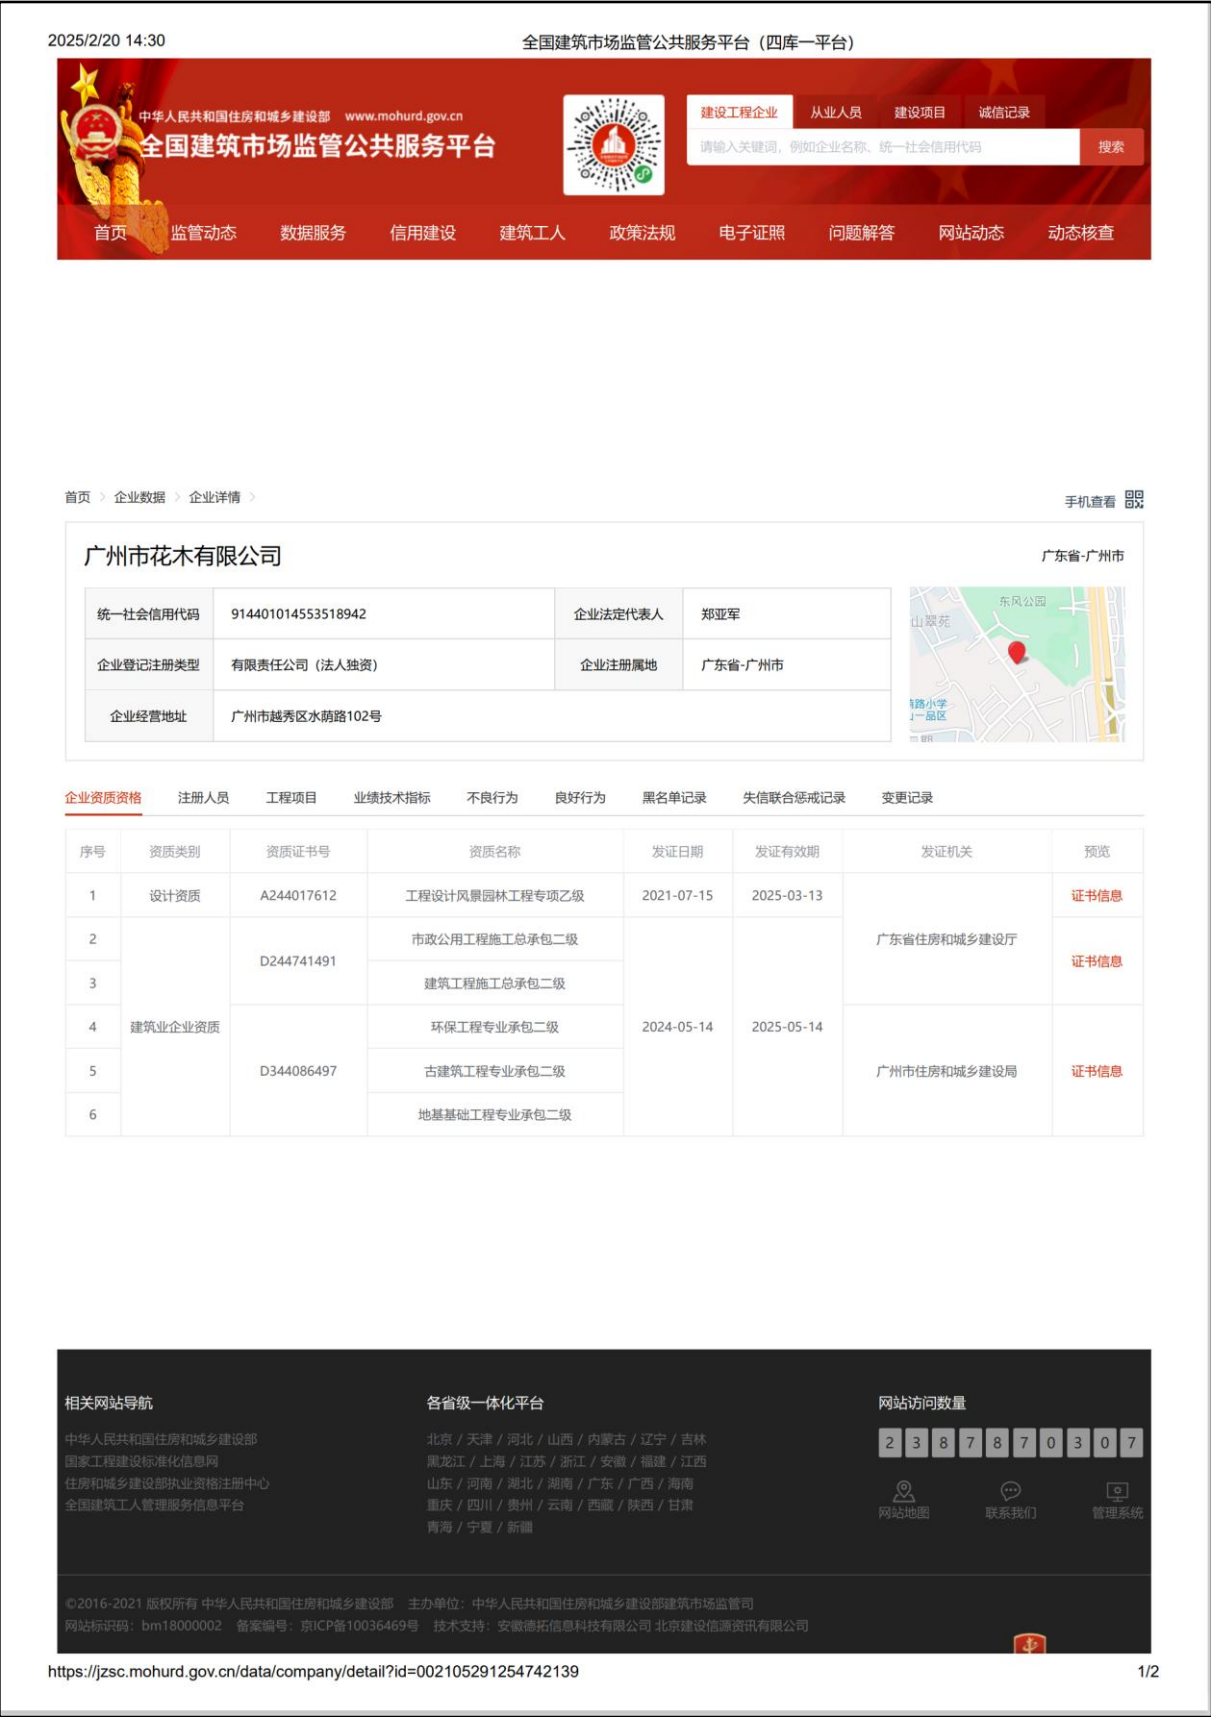 2025/2/20 14:30 全国建筑市场监管公共服务平台（四库一平台）
中华人民共和国住房和城乡建设部 www.mohurd.gov.cn
全国建筑市场监管公共服务平台
建设工程企业 从业人员 建设项目 诚信记录
请输入关键词，例如企业名称、统一社会信用代码 搜索
首页 监管动态 数据服务 信用建设 建筑工人 政策法规 电子证照 问题解答 网站动态 动态核查
首页 > 企业数据 > 企业详情 >
手机查看
广州市花木有限公司 广东省-广州市
统一社会信用代码 914401014553518942 企业法定代表人 郑亚军
企业登记注册类型 有限责任公司（法人独资） 企业注册属地 广东省-广州市
企业经营地址 广州市越秀区水荫路102号
东风公园
山翠苑
路小学
一品区
企业资质资格 注册人员 工程项目 业绩技术指标 不良行为 良好行为 黑名单记录 失信联合惩戒记录 变更记录
序号 资质类别 资质证书号 资质名称 发证日期 发证有效期 发证机关 预览
1 设计资质 A244017612 工程设计风景园林工程专项乙级 2021-07-15 2025-03-13 证书信息
2 市政公用工程施工总承包二级 广东省住房和城乡建设厅
D244741491 证书信息
3 建筑工程施工总承包二级
4 建筑业企业资质 环保工程专业承包二级 2024-05-14 2025-05-14
5 D344086497 古建筑工程专业承包二级 广州市住房和城乡建设局 证书信息
6 地基基础工程专业承包二级
相关网站导航
中华人民共和国住房和城乡建设部
国家工程建设标准化信息网
住房和城乡建设部执业资格注册中心
全国建筑工人管理服务信息平台
各省级一体化平台
北京 / 天津 / 河北 / 山西 / 内蒙古 / 辽宁 / 吉林
黑龙江 / 上海 / 江苏 / 浙江 / 安徽 / 福建 / 江西
山东 / 河南 / 湖北 / 湖南 / 广东 / 广西 / 海南
重庆 / 四川 / 贵州 / 云南 / 西藏 / 陕西 / 甘肃
青海 / 宁夏 / 新疆
网站访问数量
2 3 8 7 8 7 0 3 0 7
网站地图 联系我们 管理系统
©2016-2021 版权所有 中华人民共和国住房和城乡建设部 主办单位：中华人民共和国住房和城乡建设部建筑市场监管司
网站标识码：bm18000002 备案编号：京ICP备10036469号 技术支持：安徽德拓信息科技有限公司 北京建设信源资讯有限公司
https://jzsc.mohurd.gov.cn/data/company/detail?id=002105291254742139 1/2